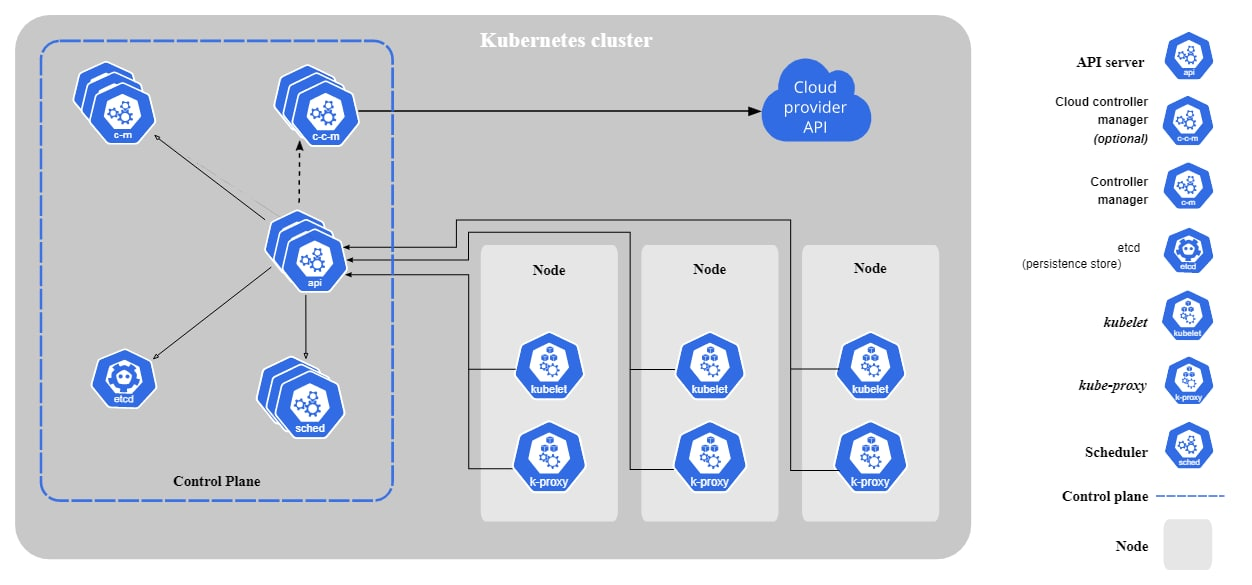 Kubernetes cluster
c-m
c-c-m
Cloud
provider
API
api
etcd
sched
Control Plane
Node
kubelet
k-proxy
Node
kubelet
k-proxy
Node
kubelet
k-proxy
API server
api
Cloud controller
manager
(optional)
c-c-m
Controller
manager
c-m
etcd
(persistence store)
etcd
kubelet
kubelet
kube-proxy
k-proxy
Scheduler
sched
Control plane
Node